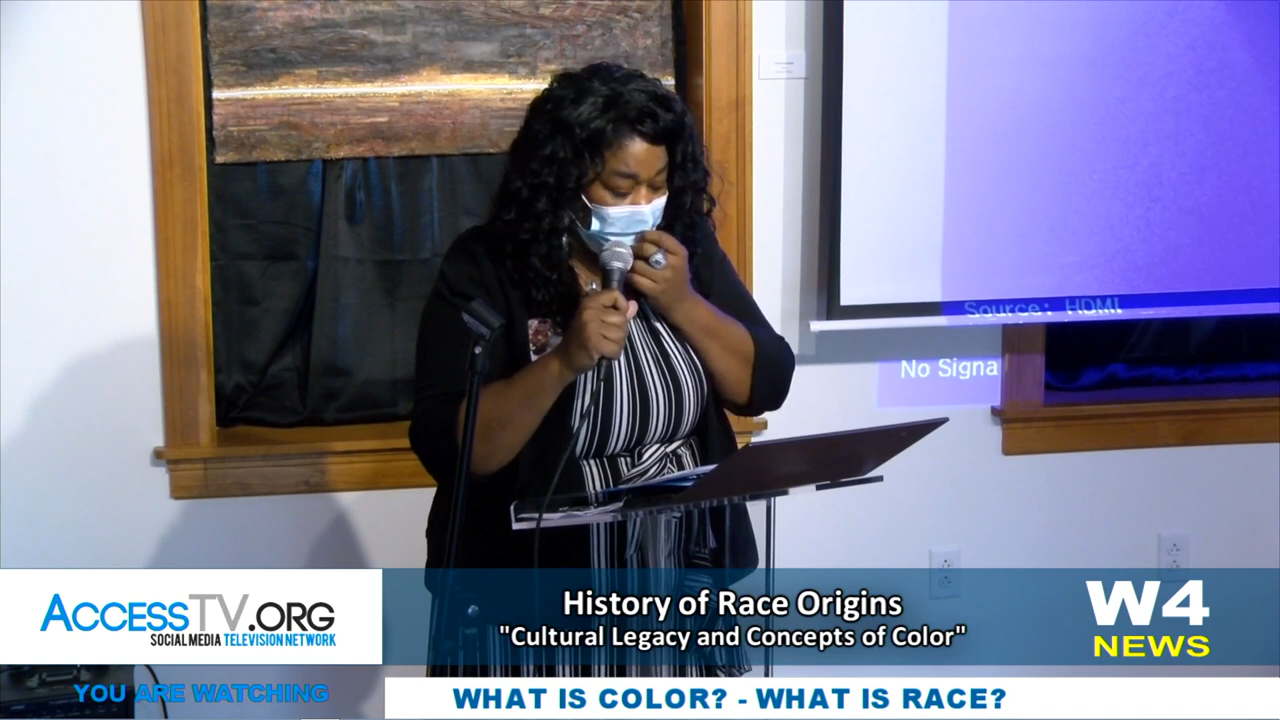 Source: HDMI
No Signa
ACCESSTV.ORG
SOCIAL MEDIA TELEVISION NETWORK
History of Race Origins
"Cultural Legacy and Concepts of Color"
W4
NEWS
YOU ARE WATCHING
WHAT IS COLOR? - WHAT IS RACE?